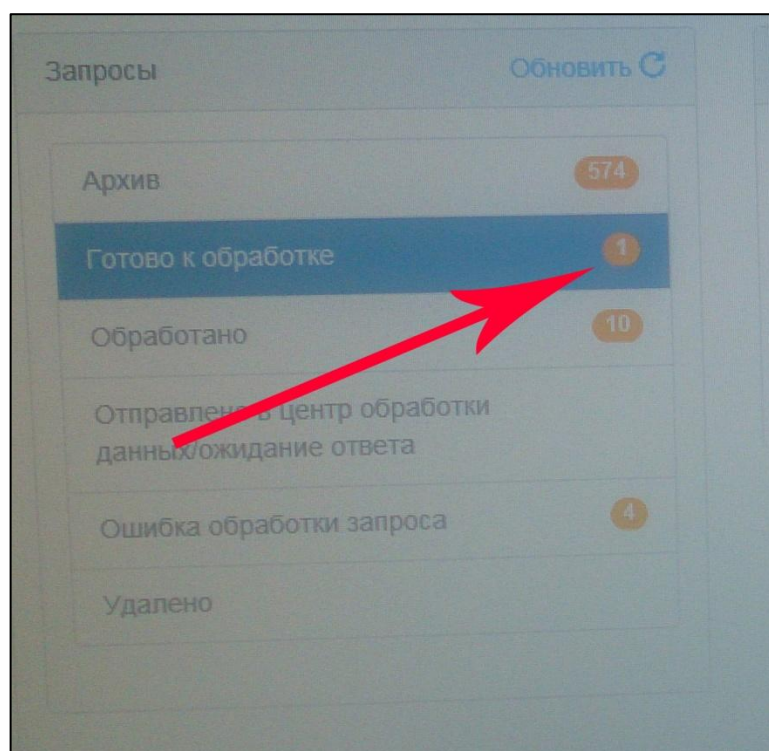 Запросы
Обновить
Архив
574
Готово к обработке
1
Обработано
10
Отправлено в центр обработки
данных/ожидание ответа
Ошибка обработки запроса
4
Удалено